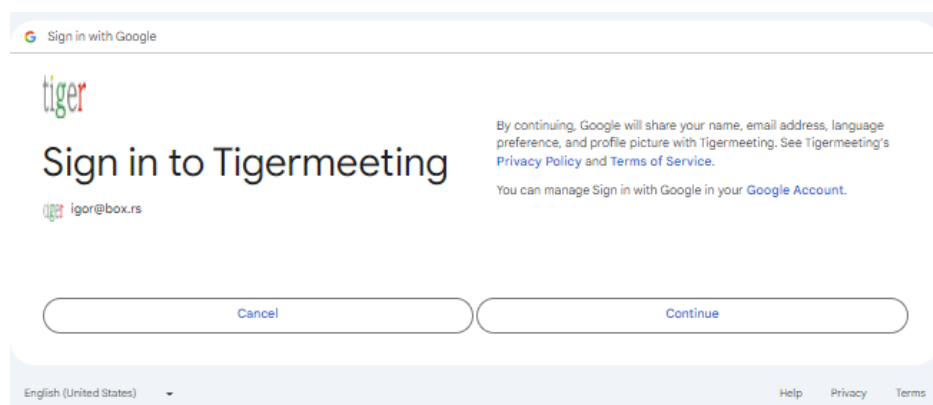 Sign in with Google
tiger
Sign in to Tigermeeting
tiger igor@box.rs
By continuing, Google will share your name, email address, language
preference, and profile picture with Tigermeeting. See Tigermeeting's
Privacy Policy and Terms of Service.
You can manage Sign in with Google in your Google Account.
Cancel
Continue
English (United States)
Help Privacy Terms